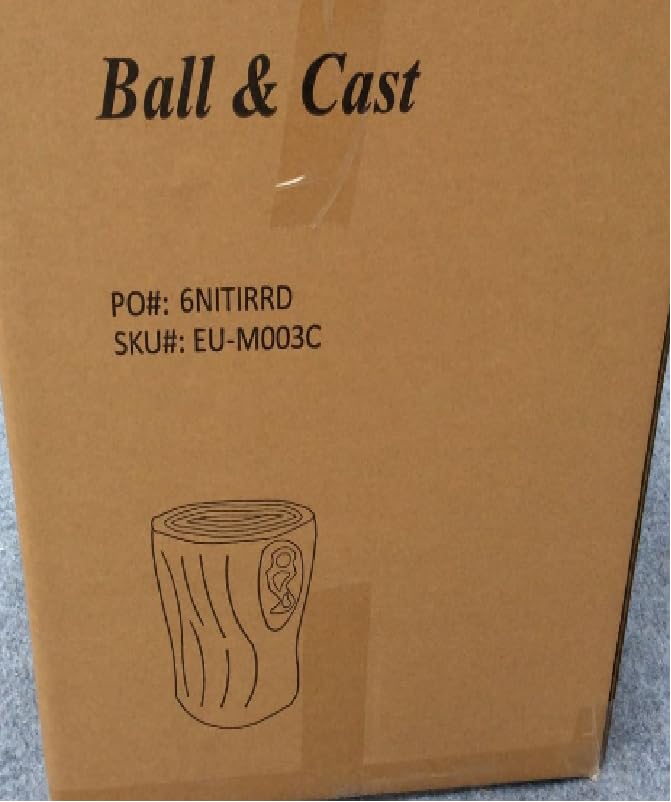 Ball & Cast
PO#: 6NITIRRD
SKU#: EU-M003C